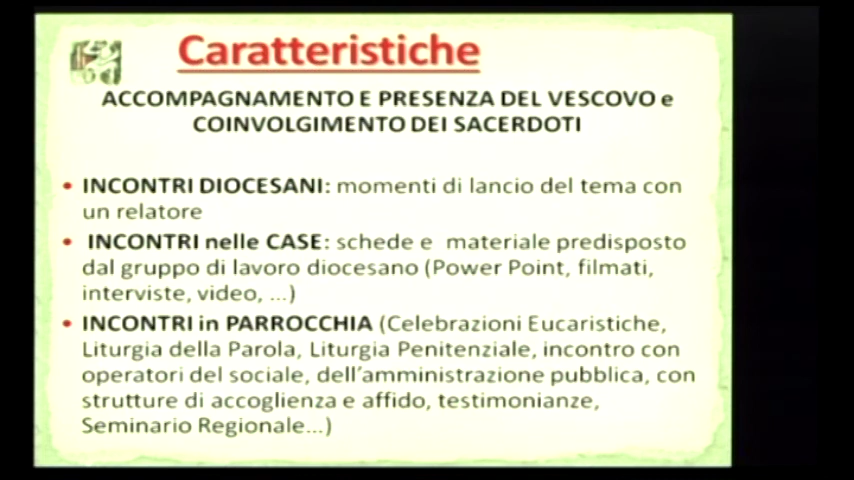 Caratteristiche
ACCOMPAGNAMENTO E PRESENZA DEL VESCOVO e
COINVOLGIMENTO DEI SACERDOTI
• INCONTRI DIOCESANI: momenti di lancio del tema con
un relatore
• INCONTRI nelle CASE: schede e materiale predisposto
dal gruppo di lavoro diocesano (Power Point, filmati,
interviste, video, ...)
• INCONTRI in PARROCCHIA (Celebrazioni Eucaristiche,
Liturgia della Parola, Liturgia Penitenziale, incontro con
operatori del sociale, dell'amministrazione pubblica, con
strutture di accoglienza e affido, testimonianze,
Seminario Regionale...)